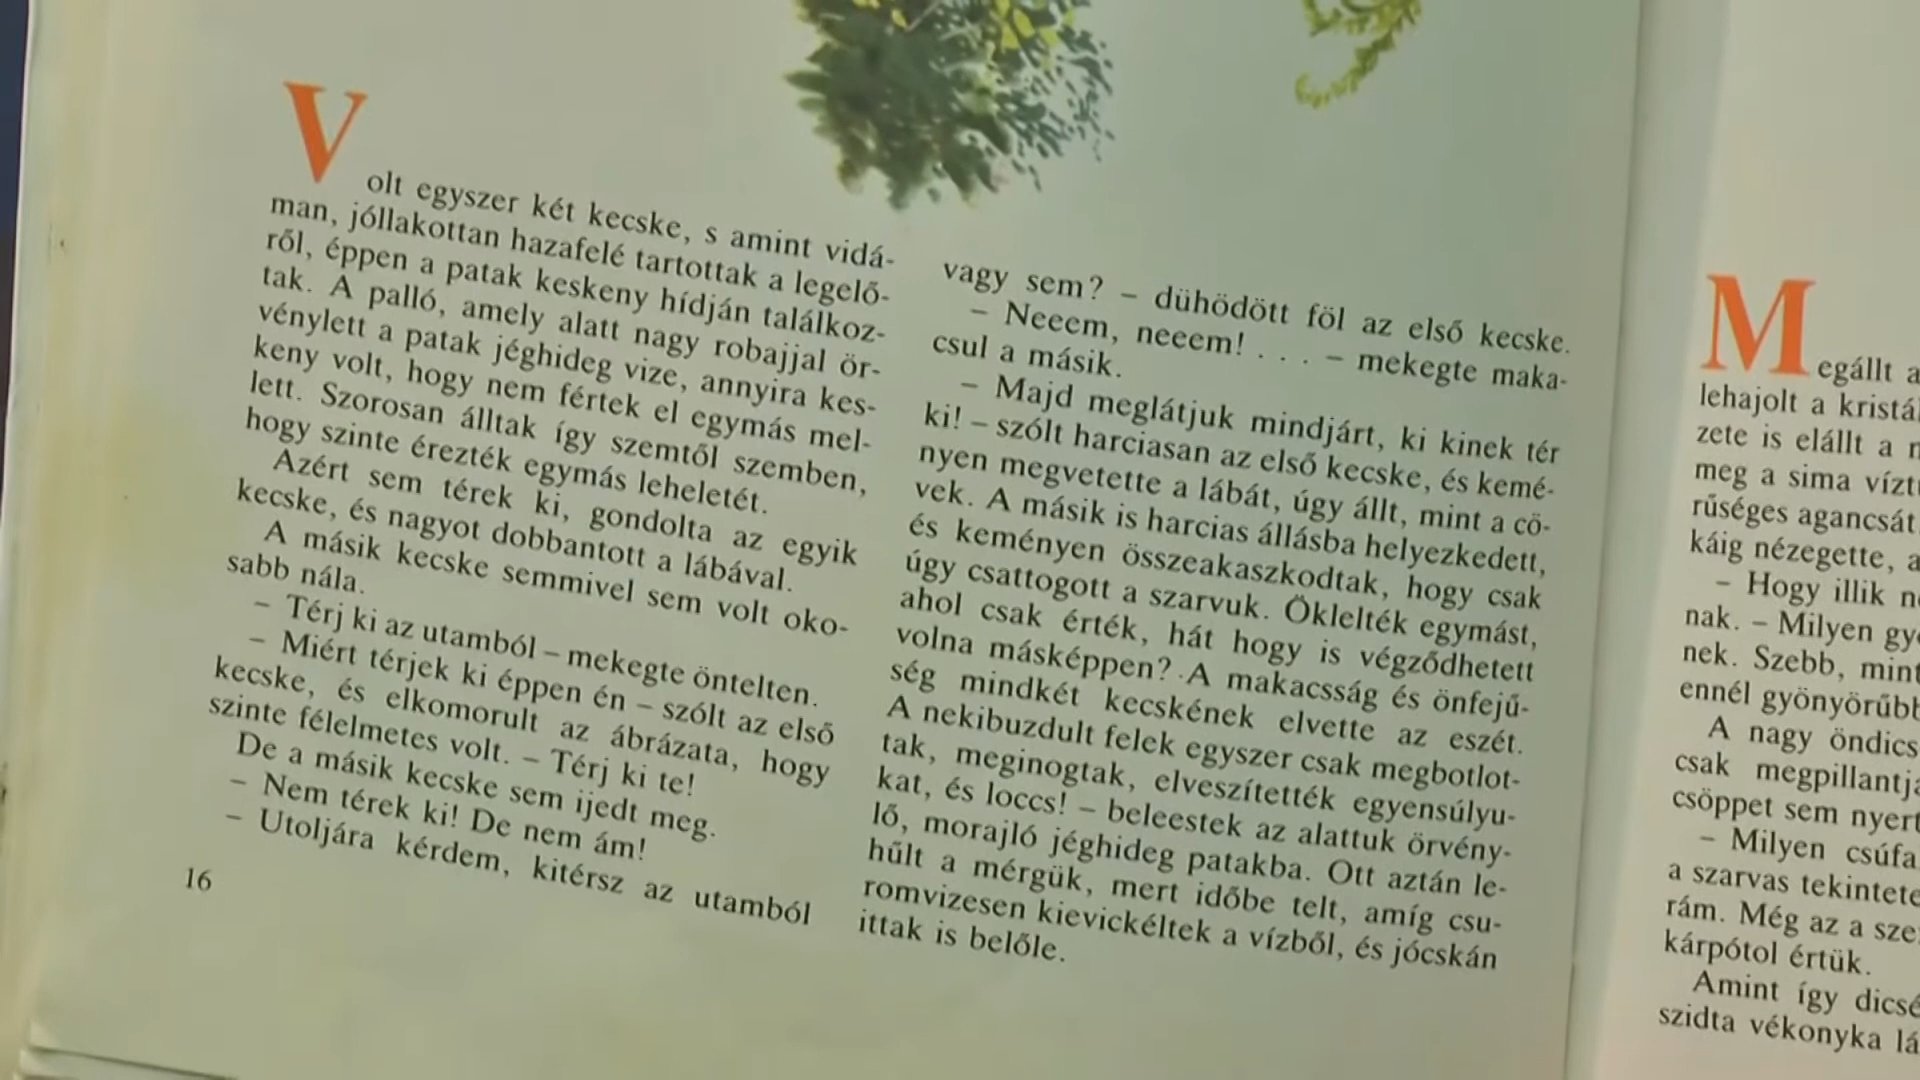 Volt egyszer két kecske, s amint vidá-
man, jóllakottan hazafelé tartottak a legelő-
ről, éppen a patak keskeny hídján találkoz-
tak. A palló, amely alatt nagy robajjal ör-
vénylett a patak jéghideg vize, annyira kes-
keny volt, hogy nem fértek el egymás mel-
lett. Szorosan álltak így szemtől szemben,
hogy szinte érezték egymás leheletét.
Azért sem térek ki, gondolta az egyik
kecske, és nagyot dobbantott a lábával.
A másik kecske semmivel sem volt oko-
sabb nála.
– Térj ki az utamból – mekegte öntelten.
– Miért térjek ki éppen én – szólt az első
kecske, és elkomorult az ábrázata, hogy
szinte félelmetes volt. – Térj ki te!
De a másik kecske sem ijedt meg.
– Nem térek ki! De nem ám!
– Utoljára kérdem, kitérsz az utamból
16
vagy sem? – dühödött föl az első kecske.
– Neeem, neeem! . . . – mekegte maka-
csul a másik.
– Majd meglátjuk mindjárt, ki kinek tér
ki! – szólt harciasan az első kecske, és kemé-
nyen megvetette a lábát, úgy állt, mint a cö-
vek. A másik is harcias állásba helyezkedett,
és keményen összeakaszkodtak, hogy csak
úgy csattogott a szarvuk. Öklelték egymást,
ahol csak érték, hát hogy is végződhetett
volna másképpen? A makacsság és önfejű-
ség mindkét kecskének elvette az eszét.
A nekibuzdult felek egyszer csak megbotlot-
tak, meginogtak, elveszítették egyensúlyu-
kat, és loccs! – beleestek az alattuk örvény-
lő, morajló jéghideg patakba. Ott aztán le-
hűlt a mérgük, mert időbe telt, amíg csu-
romvizesen kievickéltek a vízből, és jócskán
ittak is belőle.
Megállt a
lehajolt a kristá
zete is elállt a
meg a sima vízt
rűséges agancsát
káig nézegette, a
– Hogy illik
nak. – Milyen gy
nek. Szebb, mint
ennél gyönyörűbb
A nagy öndics
csak megpillantj
csöppet sem nyert
– Milyen csúfa
a szarvas tekintete
rám. Még az a sze
kárpótol értük.
Amint így dicsé
szidta vékonyka lá